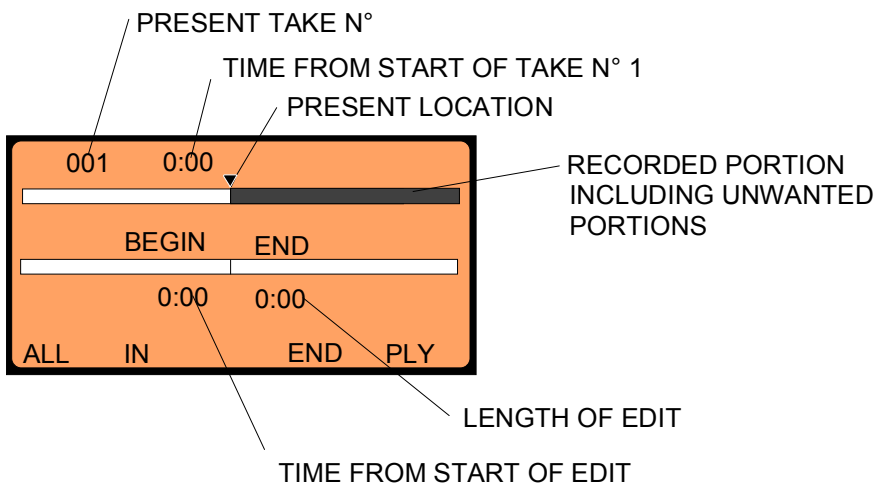 PRESENT TAKE N°
TIME FROM START OF TAKE N° 1
PRESENT LOCATION
001 0:00
RECORDED PORTION
INCLUDING UNWANTED
PORTIONS
BEGIN END
0:00 0:00
ALL IN END PLY
LENGTH OF EDIT
TIME FROM START OF EDIT